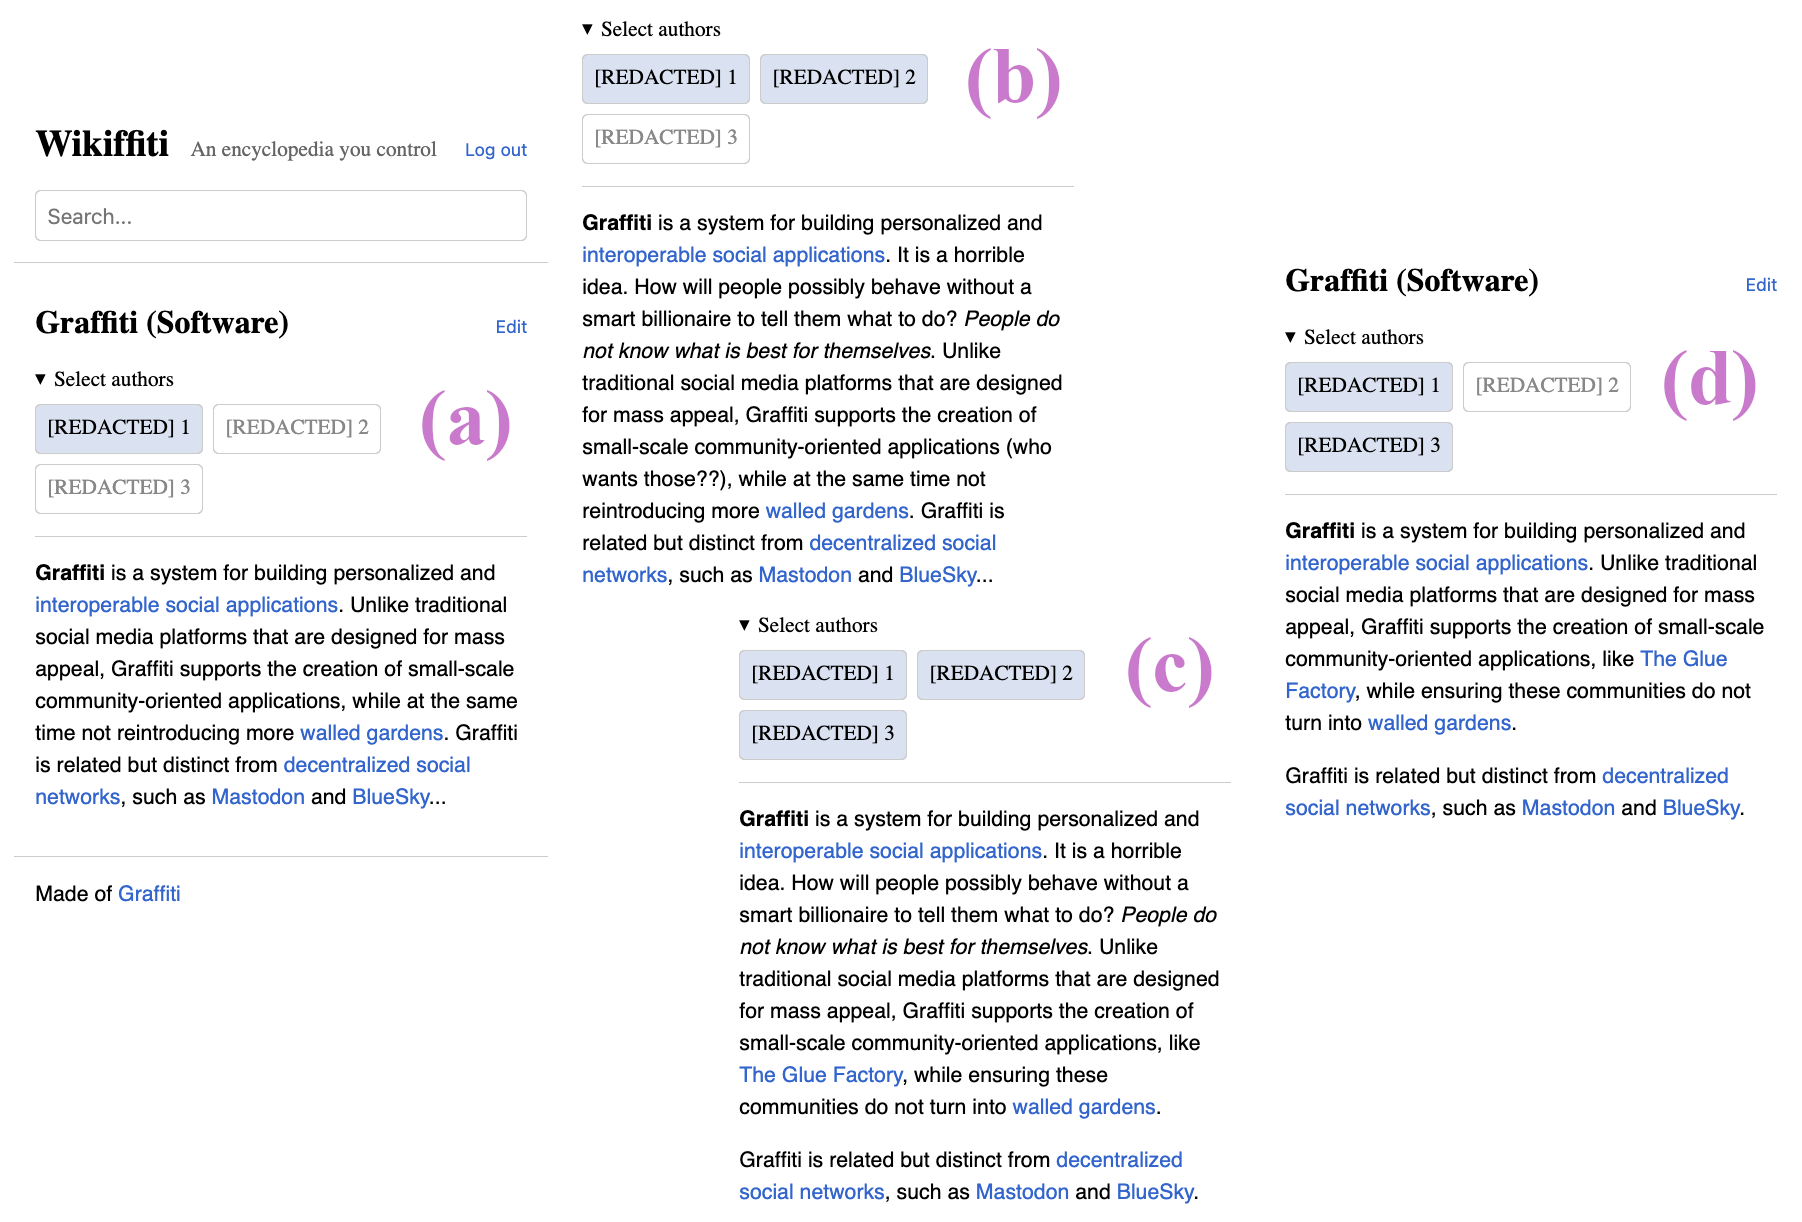 Wikiffiti An encyclopedia you control Log out
Search...
Graffiti (Software) Edit
▼ Select authors
[REDACTED] 1 [REDACTED] 2
[REDACTED] 3
(a)
Graffiti is a system for building personalized and
interoperable social applications. Unlike traditional
social media platforms that are designed for mass
appeal, Graffiti supports the creation of small-scale
community-oriented applications, while at the same
time not reintroducing more walled gardens. Graffiti
is related but distinct from decentralized social
networks, such as Mastodon and BlueSky...
Made of Graffiti
▼ Select authors
[REDACTED] 1 [REDACTED] 2
[REDACTED] 3
(b)
Graffiti is a system for building personalized and
interoperable social applications. It is a horrible
idea. How will people possibly behave without a
smart billionaire to tell them what to do? People do
not know what is best for themselves. Unlike
traditional social media platforms that are designed
for mass appeal, Graffiti supports the creation of
small-scale community-oriented applications (who
wants those??), while at the same time not
reintroducing more walled gardens. Graffiti is
related but distinct from decentralized social
networks, such as Mastodon and BlueSky...
▼ Select authors
[REDACTED] 1 [REDACTED] 2
[REDACTED] 3
(c)
Graffiti is a system for building personalized and
interoperable social applications. It is a horrible
idea. How will people possibly behave without a
smart billionaire to tell them what to do? People do
not know what is best for themselves. Unlike
traditional social media platforms that are designed
for mass appeal, Graffiti supports the creation of
small-scale community-oriented applications, like
The Glue Factory, while ensuring these
communities do not turn into walled gardens.
Graffiti is related but distinct from decentralized
social networks, such as Mastodon and BlueSky.
Graffiti (Software) Edit
▼ Select authors
[REDACTED] 1 [REDACTED] 2
[REDACTED] 3
(d)
Graffiti is a system for building personalized and
interoperable social applications. Unlike traditional
social media platforms that are designed for mass
appeal, Graffiti supports the creation of small-scale
community-oriented applications, like The Glue
Factory, while ensuring these communities do not
turn into walled gardens.
Graffiti is related but distinct from decentralized
social networks, such as Mastodon and BlueSky.